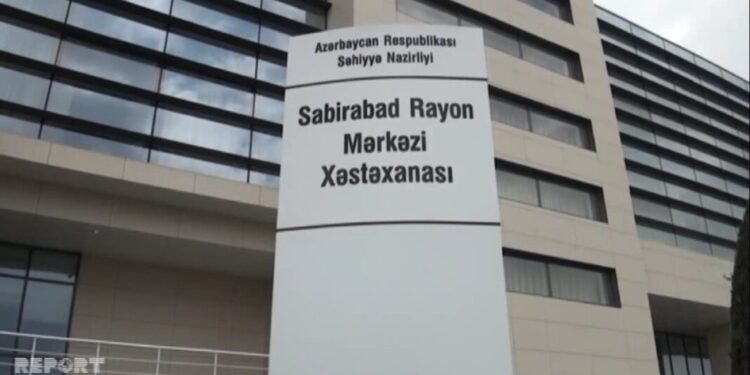 Azərbaycan Respublikası
Səhiyyə Nazirliyi
Sabirabad Rayon
Mərkəzi
Xəstəxanası
REPORT